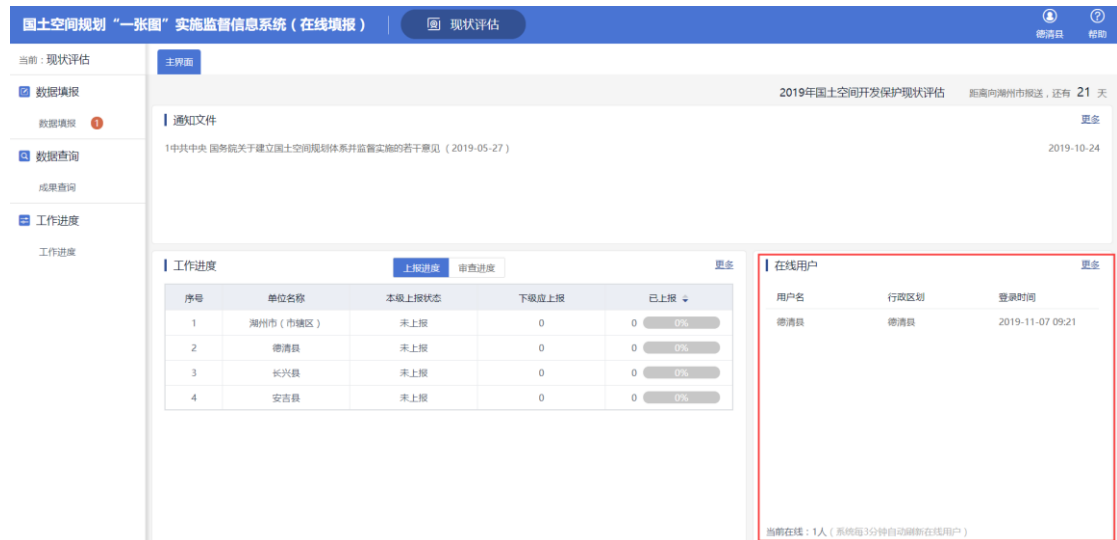 国土空间规划“一张图”实施监督信息系统（在线填报）
现状评估
德清县
帮助
当前：现状评估
数据填报
数据填报 1
数据查询
成果查询
工作进度
工作进度
主界面
2019年国土空间开发保护现状评估 距离向湖州市报送，还有 21 天
通知文件 更多
1中共中央 国务院关于建立国土空间规划体系并监督实施的若干意见（2019-05-27） 2019-10-24
工作进度 上报进度 审查进度 更多
序号 单位名称 本级上报状态 下级应上报 已上报
1 湖州市（市辖区） 未上报 0 0 0%
2 德清县 未上报 0 0 0%
3 长兴县 未上报 0 0 0%
4 安吉县 未上报 0 0 0%
在线用户 更多
用户名 行政区划 登录时间
德清县 德清县 2019-11-07 09:21
当前在线：1人（系统每3分钟自动刷新在线用户）